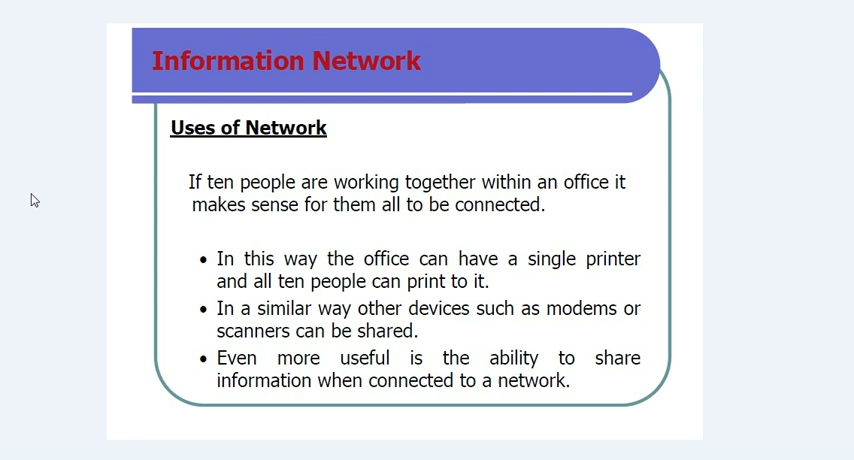 Information Network
Uses of Network
If ten people are working together within an office it
makes sense for them all to be connected.
• In this way the office can have a single printer
and all ten people can print to it.
• In a similar way other devices such as modems or
scanners can be shared.
• Even more useful is the ability to share
information when connected to a network.